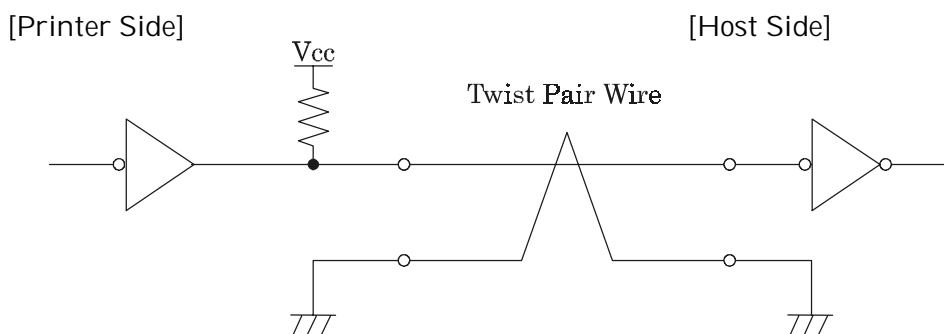 [Printer Side]
[Host Side]
Vcc
Twist Pair Wire